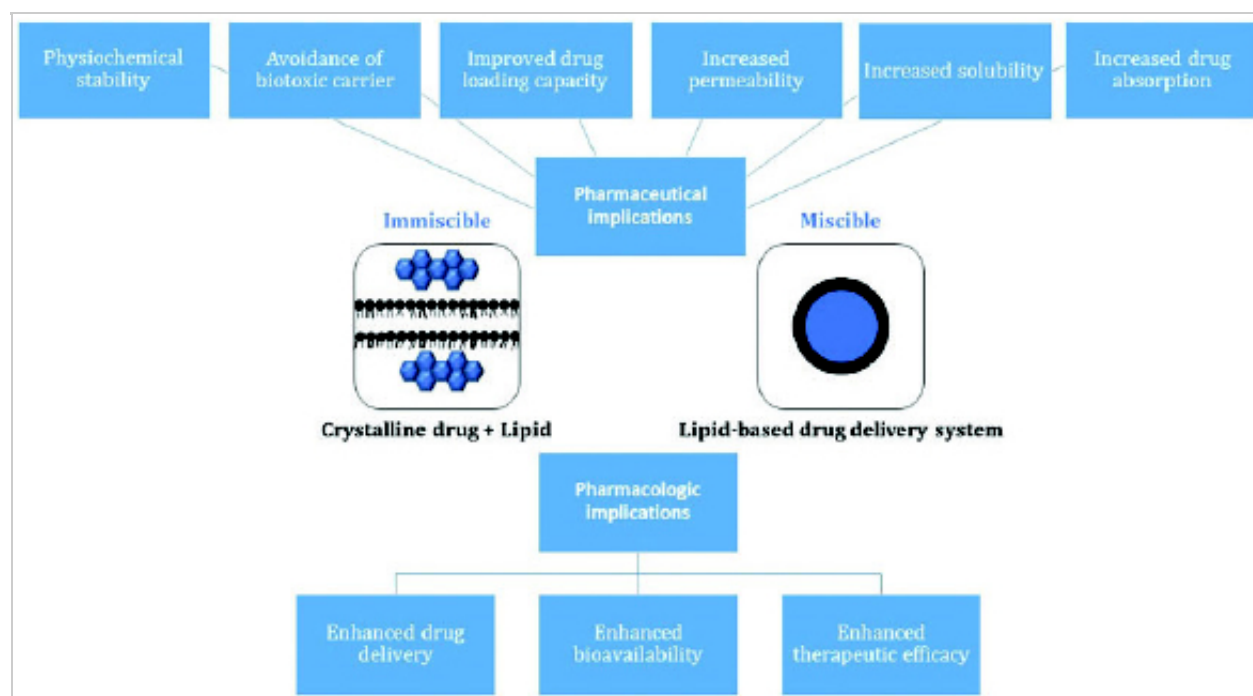 Physiochemical
stability
Avoidance of
biotoxic carrier
Improved drug
loading capacity
Increased
permeability
Increased solubility
Increased drug
absorption
Pharmaceutical
implications
Immiscible
Miscible
Crystalline drug + Lipid
Lipid-based drug delivery system
Pharmacologic
implications
Enhanced drug
delivery
Enhanced
bioavailability
Enhanced
therapeutic efficacy